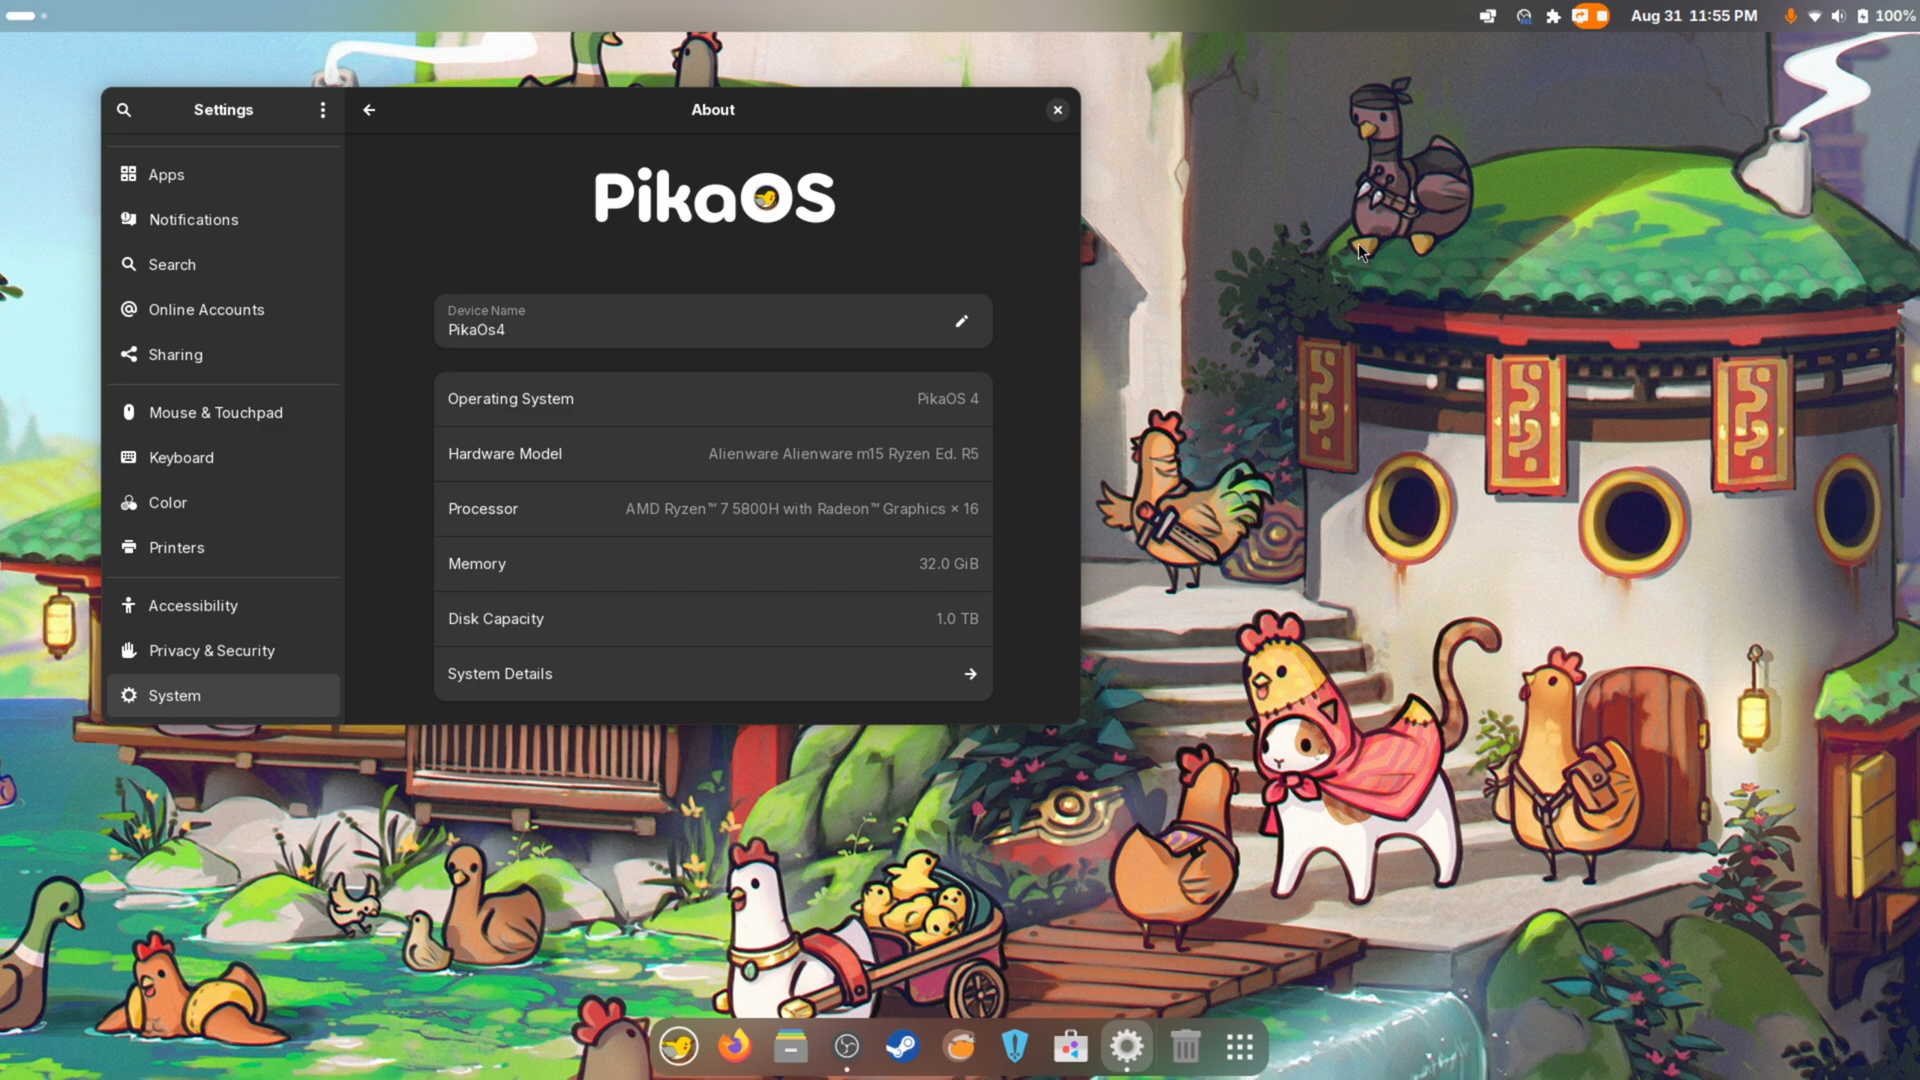 Aug 31 11:55 PM
100%
Settings
About
Apps
Notifications
Search
Online Accounts
Sharing
Mouse & Touchpad
Keyboard
Color
Printers
Accessibility
Privacy & Security
System
PikaOS
Device Name
PikaOs4
Operating System PikaOS 4
Hardware Model Alienware Alienware m15 Ryzen Ed. R5
Processor AMD Ryzen™ 7 5800H with Radeon™ Graphics × 16
Memory 32.0 GiB
Disk Capacity 1.0 TB
System Details